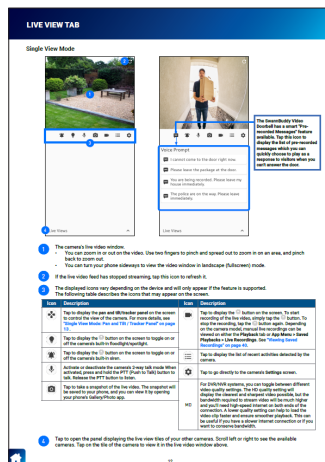 LIVE VIEW TAB
Single View Mode
The SwannBuddy Video
Doorbell has a smart "Pre-
recorded Messages" feature
available. Tap this icon to
display the list of pre-recorded
messages which you can
quickly choose to play as a
response to visitors when you
can't answer the door.
Voice Prompt
I cannot come to the door right now.
Please leave the package at the door.
You are being recorded. Please leave my
house immediately.
The police are on the way. Please leave
immediately.
Live Views
Live Views
1 The camera's live video window.
- You can zoom in or out on the video. Use two fingers to pinch and spread out to zoom in on an area, and pinch
back to zoom out.
- You can turn your phone sideways to view the video window in landscape (fullscreen) mode.
2 If the live video feed has stopped streaming, tap this icon to refresh it.
3 The displayed icons vary depending on the device and will only appear if the feature is supported.
The following table describes the icons that may appear on the screen.
Icon Description Icon Description
Tap to display the pan and tilt/tracker panel on the screen
to control the view of the camera. For more details, see
"Single View Mode: Pan and Tilt / Tracker Panel" on page
Tap to display the button on the screen. To start
recording of the live video, simply tap the button. To
stop the recording, tap the button again. Depending
on the camera model, manual live recordings can be
viewed on either the Playback tab or App Menu > Saved
Playbacks > Live Recordings. See "Viewing Saved
Recordings" on page 40.
Tap to display the button on the screen to toggle on or
off the camera's built-in floodlight/spotlight.
Tap to display the button on the screen to toggle on or
off the camera's built-in siren.
Tap to display the list of recent activities detected by the
camera.
Activate or deactivate the camera's 2-way talk mode When
activated, press and hold the PTT (Push to Talk) button to
talk. Release the PTT button to listen.
Tap to go directly to the camera's Settings screen.
Tap to take a snapshot of the live video. The snapshot will
be saved to your phone, and you can view it by opening
your phone's Gallery/Photo app.
HD
For DVR/NVR systems, you can toggle between different
video quality settings. The HD quality setting will
display the clearest and sharpest video possible, but the
bandwidth required to stream video will be much higher
and you'll need high-speed internet on both ends of the
connection. A lower quality setting can help to load the
video clip faster and ensure smoother playback. This can
be useful if you have a slower internet connection or if you
want to conserve bandwidth.
4 Tap to open the panel displaying the live view tiles of your other cameras. Scroll left or right to see the available
cameras. Tap on the tile of the camera to view it in the live video window above.